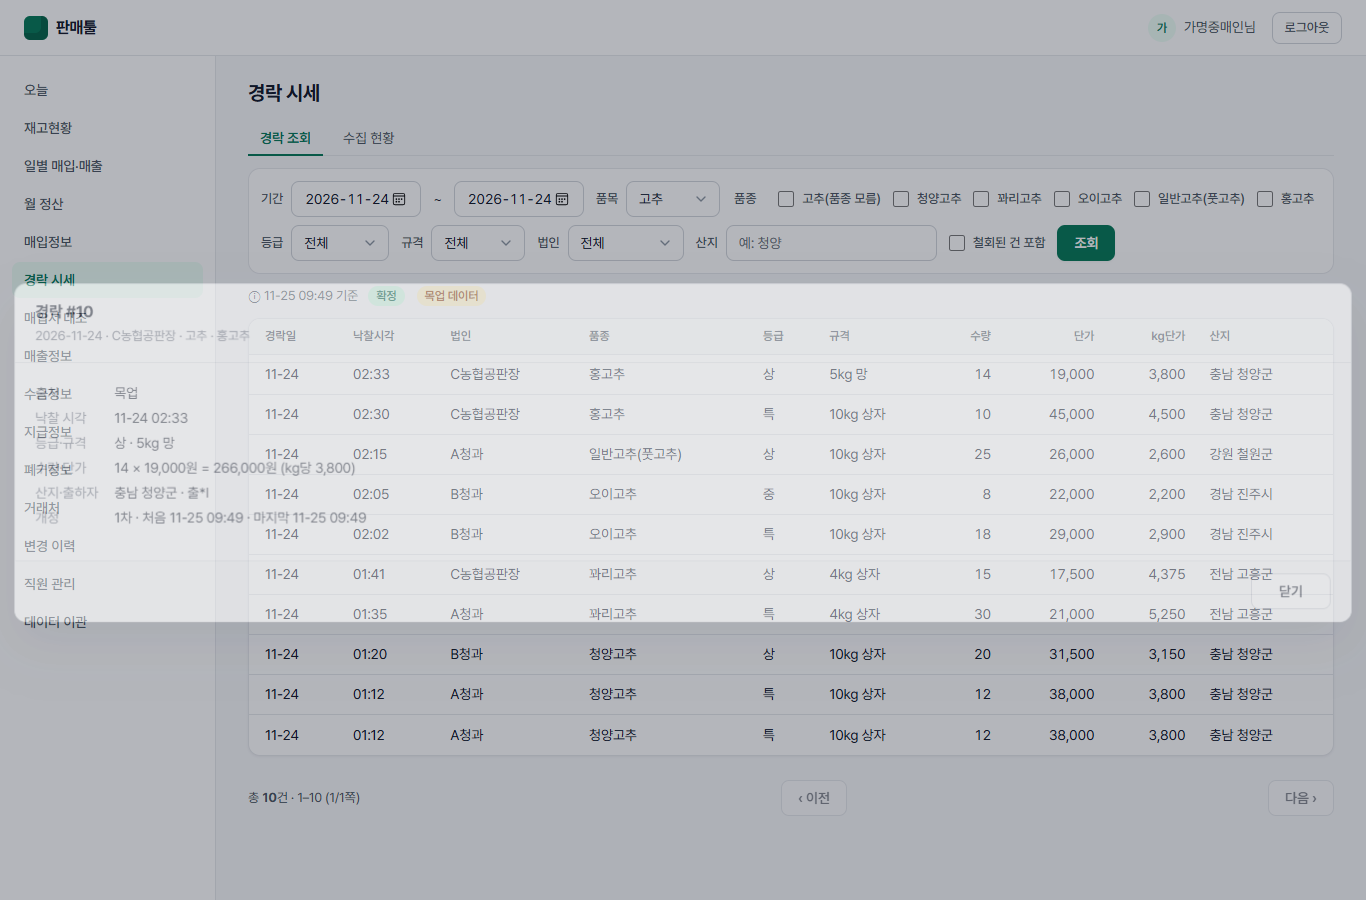 판매툴
가 가명중매인님 로그아웃
오늘
재고현황
일별 매입·매출
월 정산
매입정보
경락 시세
매입사 대조
매출정보
수금정보
지급정보
폐기정보
거래처
변경 이력
직원 관리
데이터 이관
경락 시세
경락 조회 수집 현황
기간 2026-11-24 ~ 2026-11-24 품목 고추 품종 고추(품종 모름) 청양고추 꽈리고추 오이고추 일반고추(풋고추) 홍고추
등급 전체 규격 전체 법인 전체 산지 예: 청양 철회된 건 포함 조회
11-25 09:49 기준 확정 목업 데이터
경락일 낙찰시각 법인 품종 등급 규격 수량 단가 kg단가 산지
11-24 02:33 C농협공판장 홍고추 상 5kg 망 14 19,000 3,800 충남 청양군
11-24 02:30 C농협공판장 홍고추 특 10kg 상자 10 45,000 4,500 충남 청양군
11-24 02:15 A청과 일반고추(풋고추) 상 10kg 상자 25 26,000 2,600 강원 철원군
11-24 02:05 B청과 오이고추 중 10kg 상자 8 22,000 2,200 경남 진주시
11-24 02:02 B청과 오이고추 특 10kg 상자 18 29,000 2,900 경남 진주시
11-24 01:41 C농협공판장 꽈리고추 상 4kg 상자 15 17,500 4,375 전남 고흥군
11-24 01:35 A청과 꽈리고추 특 4kg 상자 30 21,000 5,250 전남 고흥군
11-24 01:20 B청과 청양고추 상 10kg 상자 20 31,500 3,150 충남 청양군
11-24 01:12 A청과 청양고추 특 10kg 상자 12 38,000 3,800 충남 청양군
11-24 01:12 A청과 청양고추 특 10kg 상자 12 38,000 3,800 충남 청양군
총 10건 · 1–10 (1/1쪽) ‹ 이전 다음 ›
경락 #10
2026-11-24 · C농협공판장 · 고추 · 홍고추
목업
낙찰 시각 11-24 02:33
등급·규격 상 · 5kg 망
14 × 19,000원 = 266,000원 (kg당 3,800)
산지·출하자 충남 청양군 · 출*I
개정 1차 · 처음 11-25 09:49 · 마지막 11-25 09:49
닫기